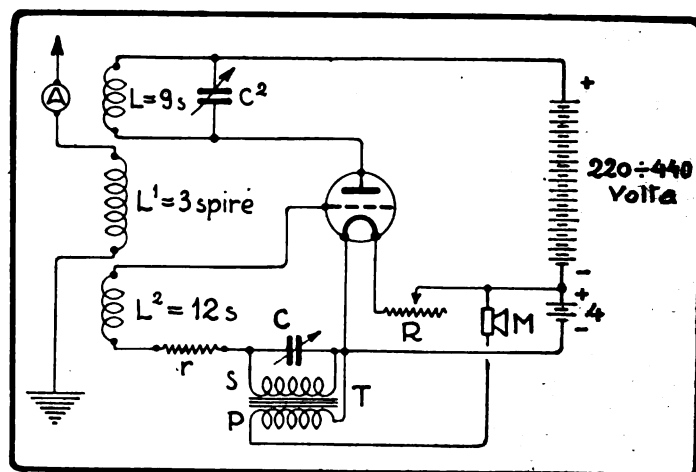 A
L=9s
C²
+
220÷440
Volta
L¹=3 spire
-
+
4
-
L²=12s
C
R
M
r
S
T
P